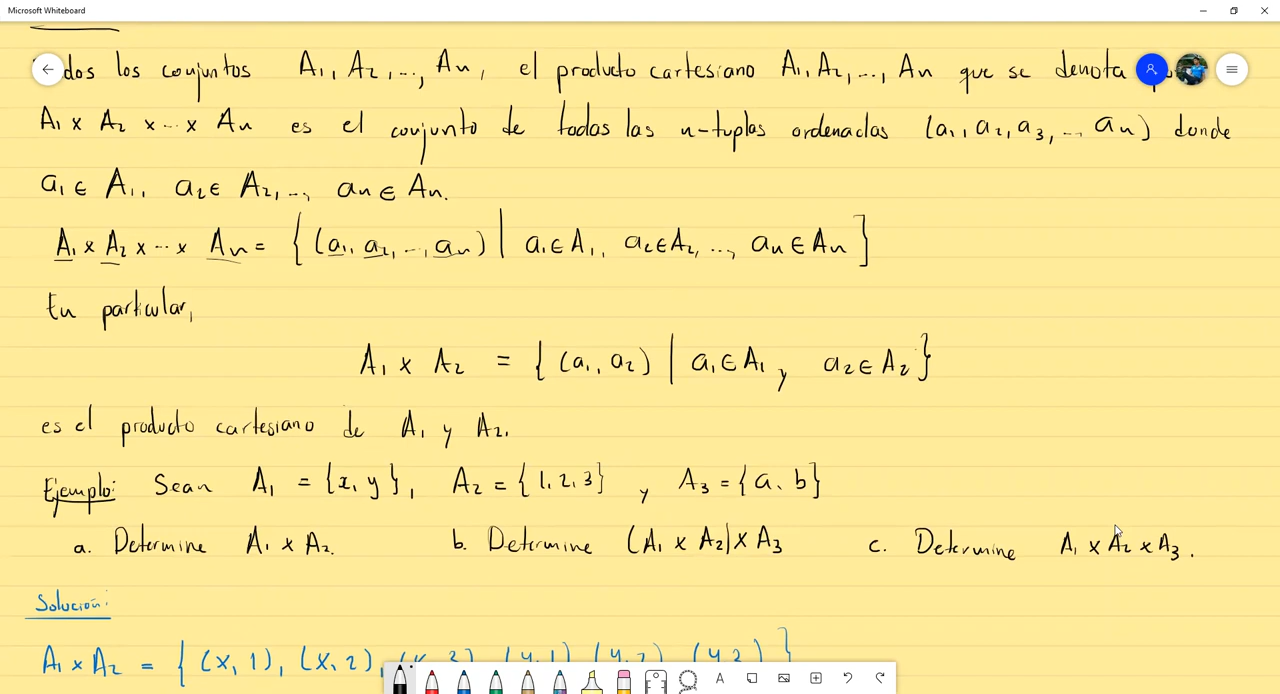 Microsoft Whiteboard
los conjuntos A₁, A₂, ..., Aₙ, el producto cartesiano A₁, A₂, ..., Aₙ que se denota
A₁ x A₂ x ... x Aₙ es el conjunto de todas las n-tuplas ordenadas (a₁, a₂, a₃, ..., aₙ) donde
a₁ ∈ A₁, a₂ ∈ A₂, ..., aₙ ∈ Aₙ.
A₁ x A₂ x ... x Aₙ = {(a₁, a₂, ..., aₙ) | a₁ ∈ A₁, a₂ ∈ A₂, ..., aₙ ∈ Aₙ}
En particular,
A₁ x A₂ = {(a₁, a₂) | a₁ ∈ A₁ y a₂ ∈ A₂}
es el producto cartesiano de A₁ y A₂.
Ejemplo: Sean A₁ = {x, y}, A₂ = {1, 2, 3} y A₃ = {a, b}
a. Determine A₁ x A₂. b. Determine (A₁ x A₂) x A₃ c. Determine A₁ x A₂ x A₃.
Solución:
A₁ x A₂ = {(x, 1), (x, 2), (x, 3), (y, 1), (y, 2), (y, 3)}